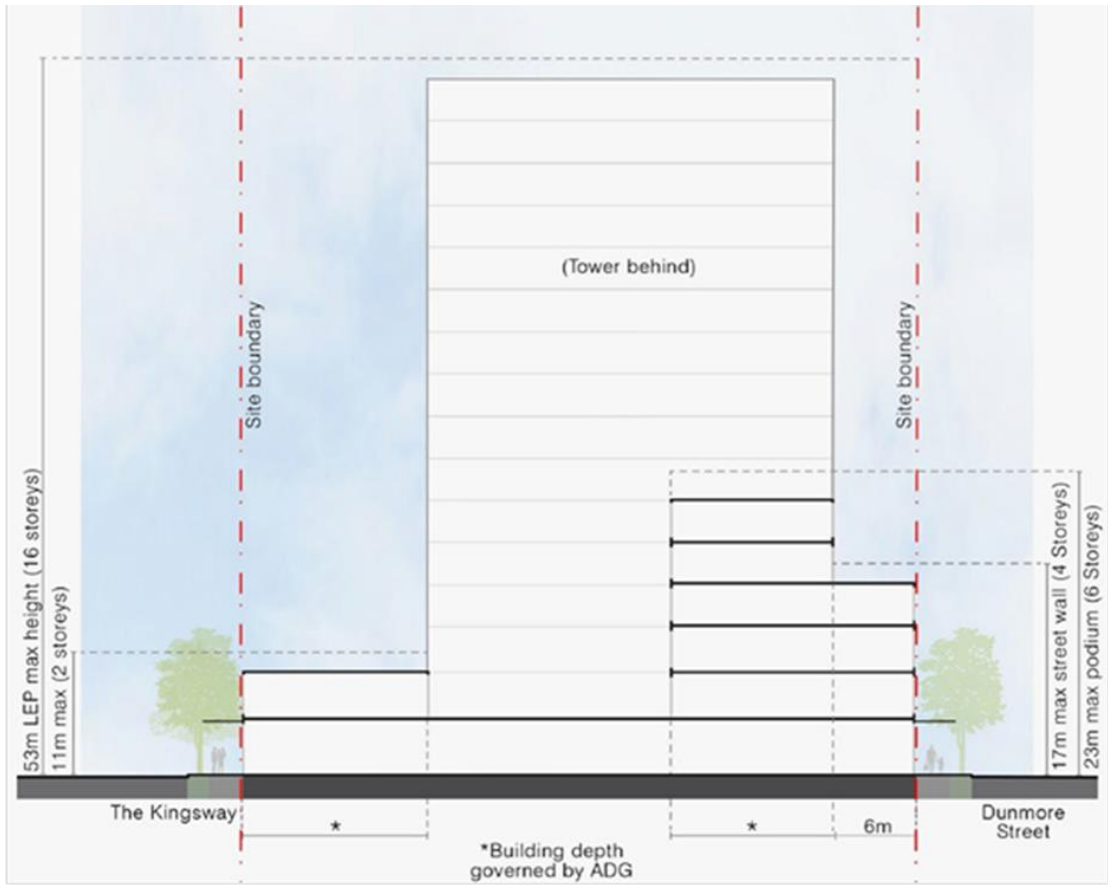 (Tower behind)
Site boundary
Site boundary
53m LEP max height (16 storeys)
11m max (2 storeys)
17m max street wall (4 Storeys)
23m max podium (6 Storeys)
The Kingsway
Dunmore
Street
*
*
6m
*Building depth
governed by ADG